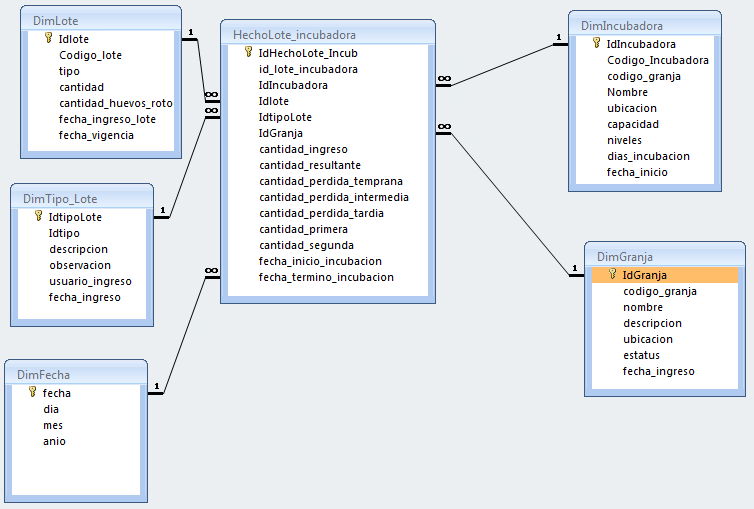 DimLote
Idlote
Codigo_lote
tipo
cantidad
cantidad_huevos_roto
fecha_ingreso_lote
fecha_vigencia
DimTipo_Lote
IdtipoLote
Idtipo
descripcion
observacion
usuario_ingreso
fecha_ingreso
DimFecha
fecha
dia
mes
anio
HechoLote_incubadora
IdHechoLote_Incub
id_lote_incubadora
IdIncubadora
Idlote
IdtipoLote
IdGranja
cantidad_ingreso
cantidad_resultante
cantidad_perdida_temprana
cantidad_perdida_intermedia
cantidad_perdida_tardia
cantidad_primera
cantidad_segunda
fecha_inicio_incubacion
fecha_termino_incubacion
DimIncubadora
IdIncubadora
Codigo_Incubadora
codigo_granja
Nombre
ubicacion
capacidad
niveles
dias_incubacion
fecha_inicio
DimGranja
IdGranja
codigo_granja
nombre
descripcion
ubicacion
estatus
fecha_ingreso
1
∞
∞
1
∞
1
∞
1
∞
1